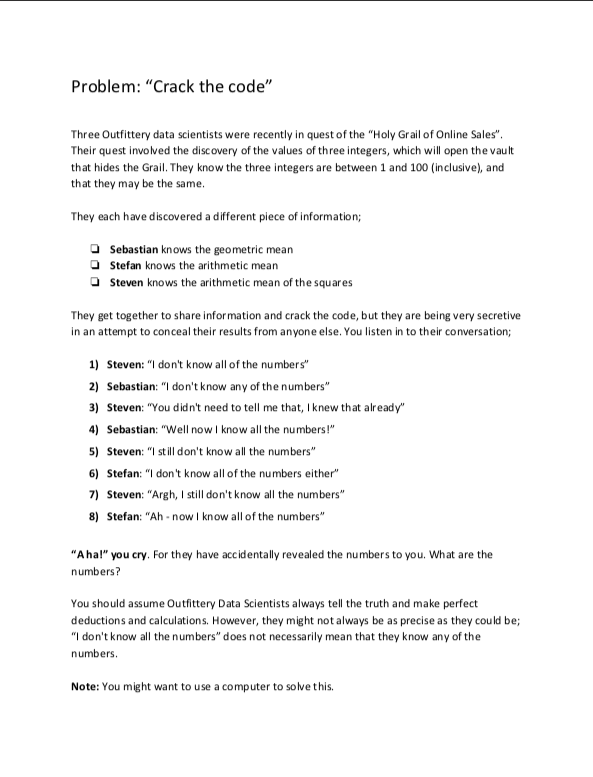 Problem: “Crack the code”
Three Outfittery data scientists were recently in quest of the “Holy Grail of Online Sales”.
Their quest involved the discovery of the values of three integers, which will open the vault
that hides the Grail. They know the three integers are between 1 and 100 (inclusive), and
that they may be the same.
They each have discovered a different piece of information;
❏ Sebastian knows the geometric mean
❏ Stefan knows the arithmetic mean
❏ Steven knows the arithmetic mean of the squares
They get together to share information and crack the code, but they are being very secretive
in an attempt to conceal their results from anyone else. You listen in to their conversation;
1) Steven: “I don't know all of the numbers”
2) Sebastian: “I don't know any of the numbers”
3) Steven: “You didn't need to tell me that, I knew that already”
4) Sebastian: “Well now I know all the numbers!”
5) Steven: “I still don't know all the numbers”
6) Stefan: “I don't know all of the numbers either”
7) Steven: “Argh, I still don't know all the numbers”
8) Stefan: “Ah - now I know all of the numbers”
“Aha!” you cry. For they have accidentally revealed the numbers to you. What are the
numbers?
You should assume Outfittery Data Scientists always tell the truth and make perfect
deductions and calculations. However, they might not always be as precise as they could be;
“I don't know all the numbers” does not necessarily mean that they know any of the
numbers.
Note: You might want to use a computer to solve this.